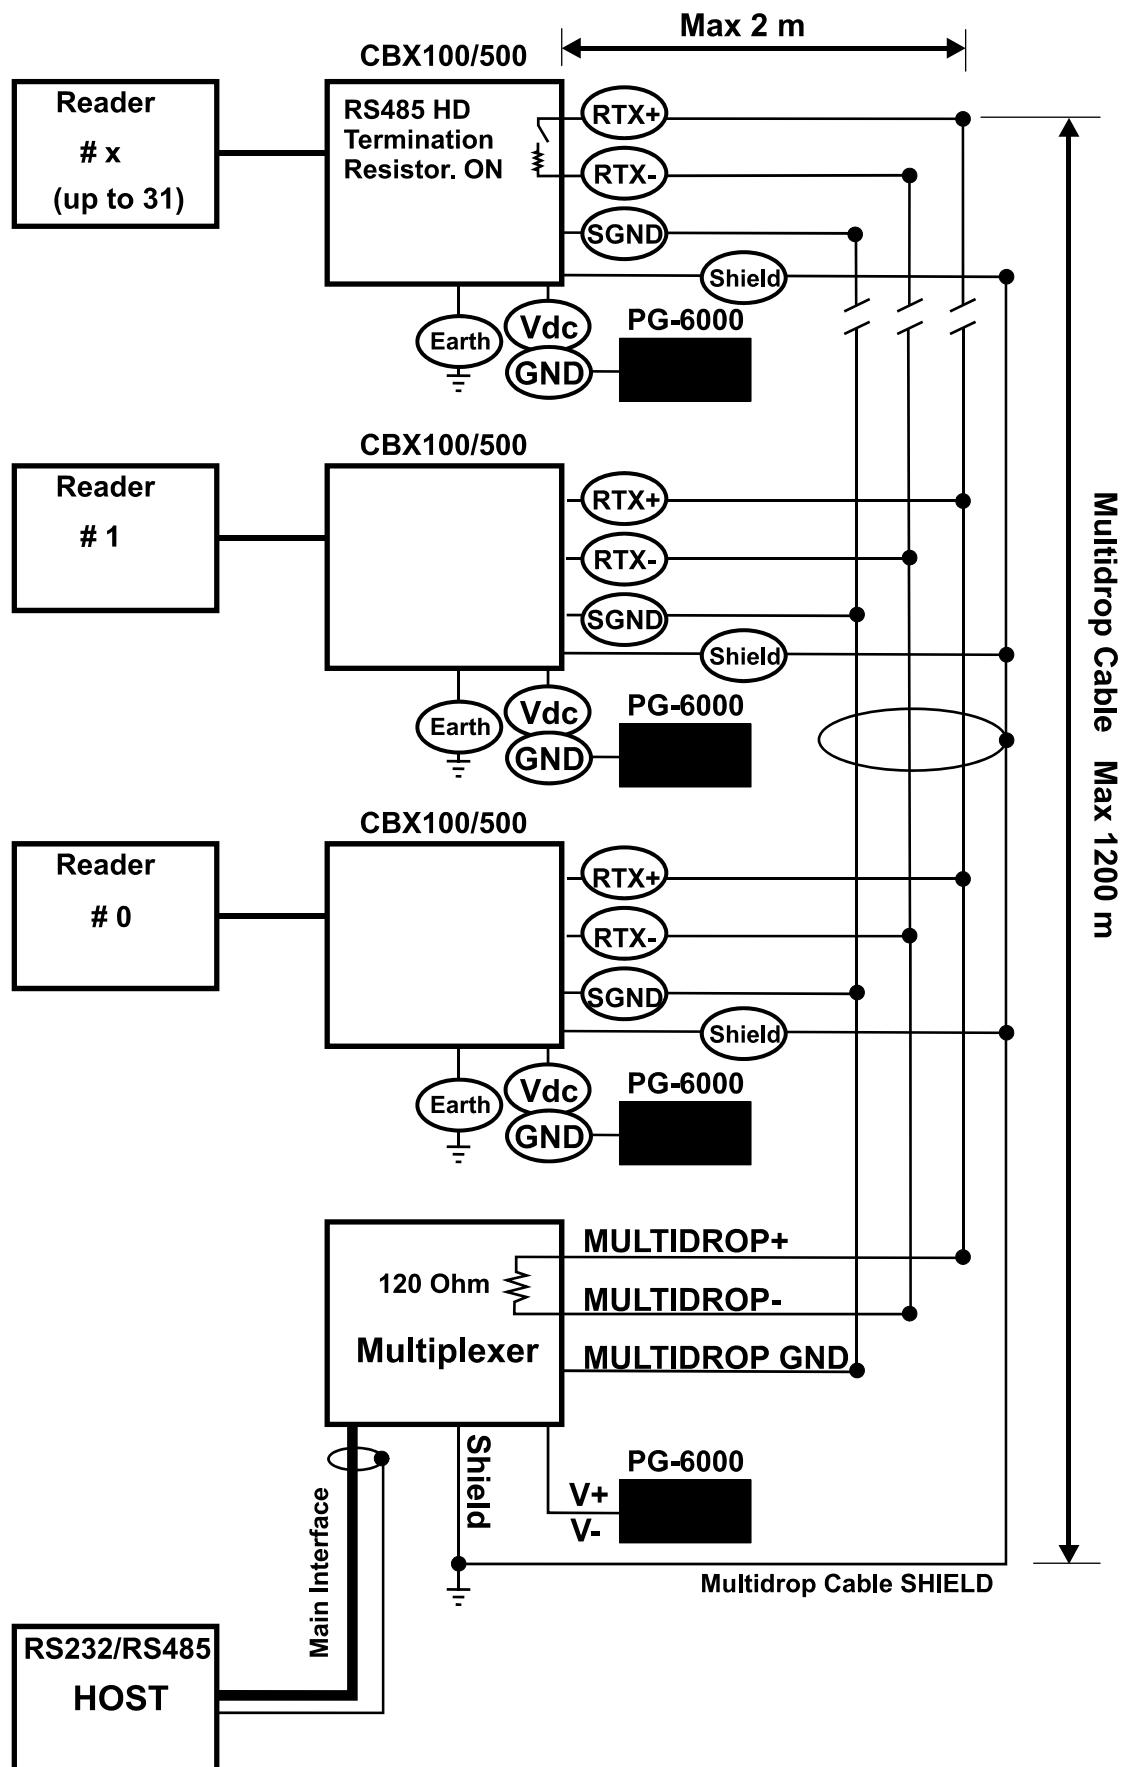 Max 2 m
CBX100/500
Reader
# x
(up to 31)
RS485 HD
Termination
Resistor. ON
RTX+
RTX-
SGND
Shield
Earth
Vdc
GND
PG-6000
CBX100/500
Reader
# 1
RTX+
RTX-
SGND
Shield
Earth
Vdc
GND
PG-6000
Multidrop Cable Max 1200 m
CBX100/500
Reader
# 0
RTX+
RTX-
SGND
Shield
Earth
Vdc
GND
PG-6000
MULTIDROP+
120 Ohm
MULTIDROP-
Multiplexer
MULTIDROP GND
Shield
PG-6000
V+
V-
Main Interface
Multidrop Cable SHIELD
RS232/RS485
HOST